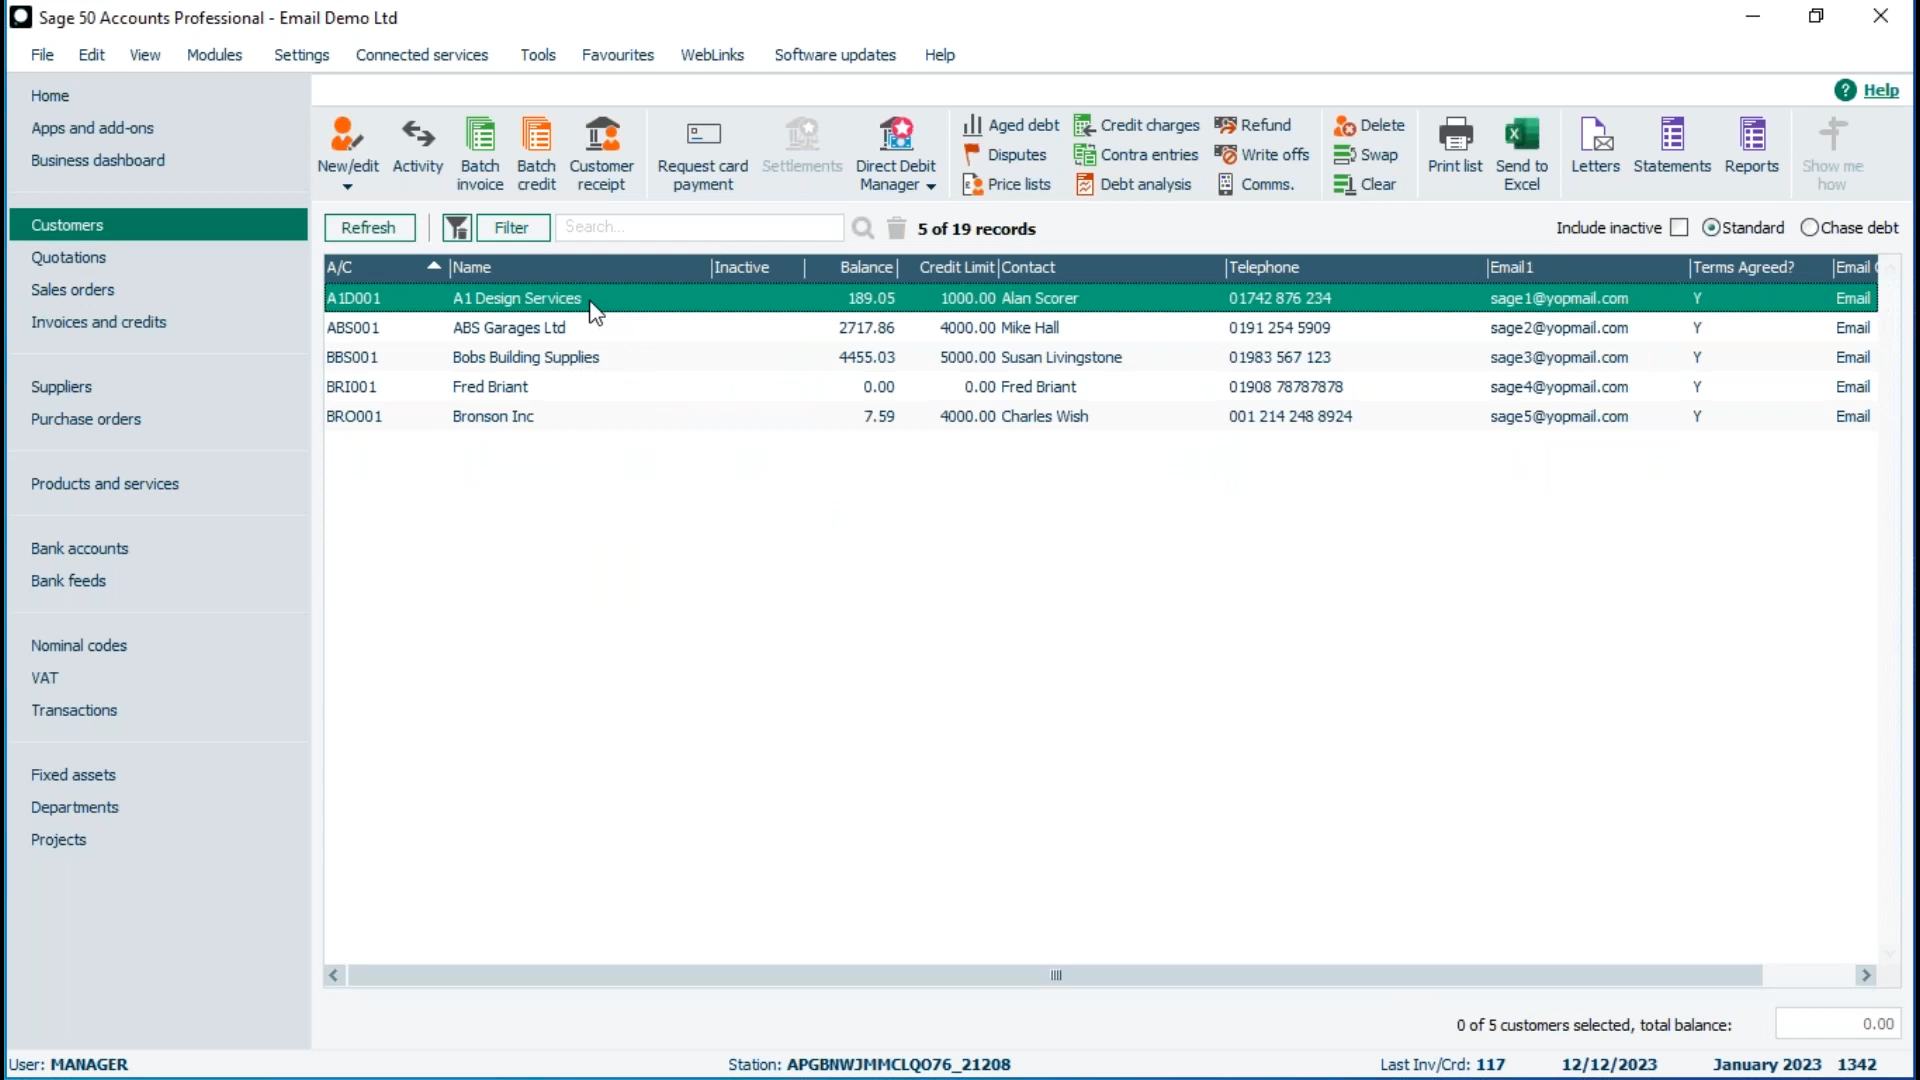 Sage 50 Accounts Professional - Email Demo Ltd
File Edit View Modules Settings Connected services Tools Favourites WebLinks Software updates Help
? Help
Home
Apps and add-ons
Business dashboard
Customers
Quotations
Sales orders
Invoices and credits
Suppliers
Purchase orders
Products and services
Bank accounts
Bank feeds
Nominal codes
VAT
Transactions
Fixed assets
Departments
Projects
New/edit
Activity
Batch
invoice
Batch
credit
Customer
receipt
Request card
payment
Settlements
Direct Debit
Manager
Aged debt
Disputes
Price lists
Credit charges
Contra entries
Debt analysis
Refund
Write offs
Comms.
Delete
Swap
Clear
Print list
Send to
Excel
Letters
Statements
Reports
Show me
how
Refresh Filter Search... 5 of 19 records Include inactive Standard Chase debt
A/C Name Inactive Balance Credit Limit Contact Telephone Email1 Terms Agreed? Email
A1D001 A1 Design Services 189.05 1000.00 Alan Scorer 01742 876 234 sage1@yopmail.com Y Email
ABS001 ABS Garages Ltd 2717.86 4000.00 Mike Hall 0191 254 5909 sage2@yopmail.com Y Email
BBS001 Bobs Building Supplies 4455.03 5000.00 Susan Livingstone 01983 567 123 sage3@yopmail.com Y Email
BRI001 Fred Briant 0.00 0.00 Fred Briant 01908 78787878 sage4@yopmail.com Y Email
BRO001 Bronson Inc 7.59 4000.00 Charles Wish 001 214 248 8924 sage5@yopmail.com Y Email
0 of 5 customers selected, total balance: 0.00
User: MANAGER Station: APGBNWJMMCLQO76_21208 Last Inv/Crd: 117 12/12/2023 January 2023 1342